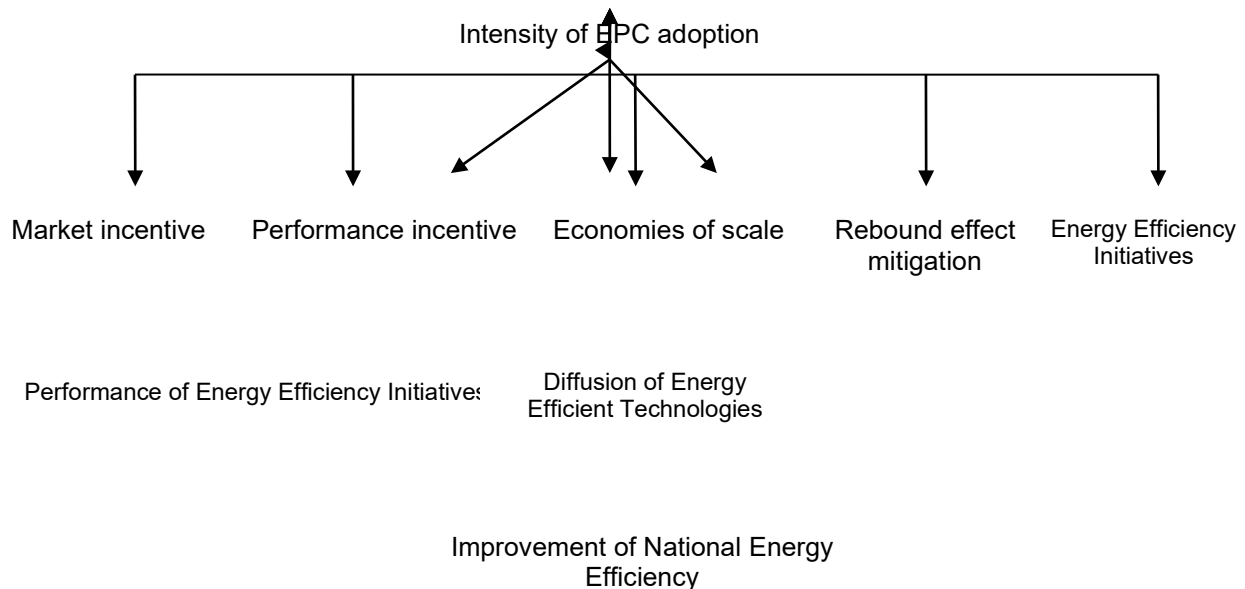 Intensity of EPC adoption
Market incentive
Performance incentive
Economies of scale
Rebound effect
mitigation
Energy Efficiency
Initiatives
Performance of Energy Efficiency Initiatives
Diffusion of Energy
Efficient Technologies
Improvement of National Energy
Efficiency